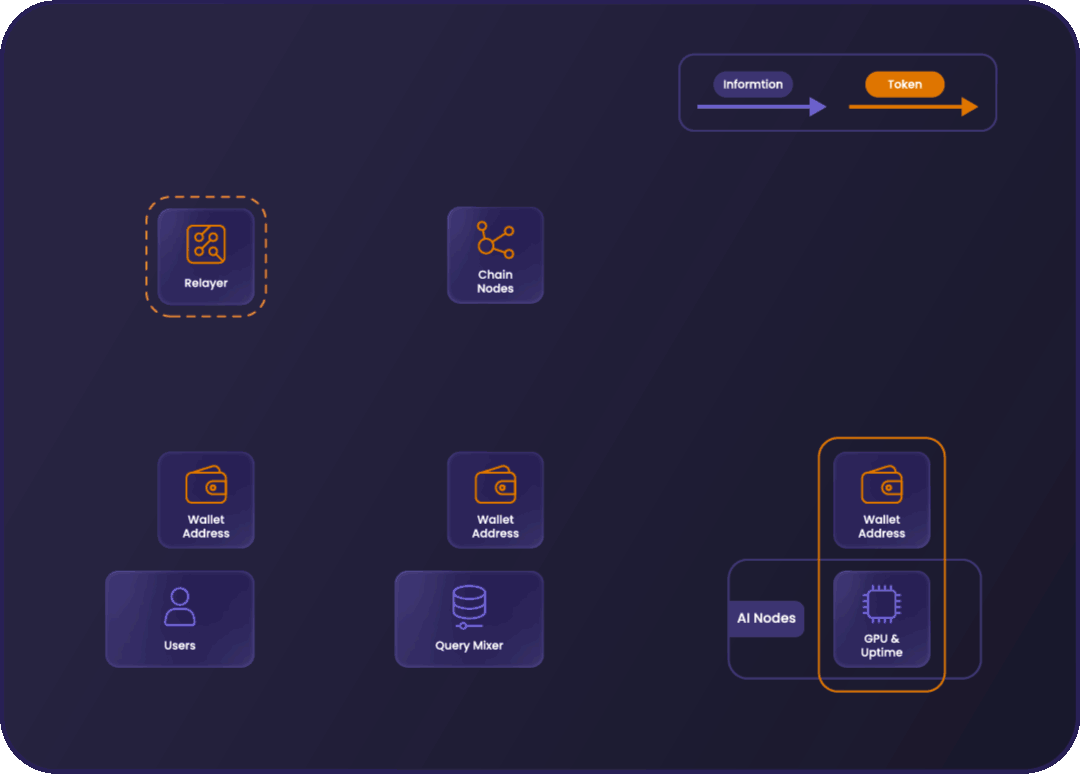 Informtion
Token
Relayer
Chain
Nodes
Wallet
Address
Wallet
Address
Wallet
Address
Users
Query Mixer
AI Nodes
GPU &
Uptime